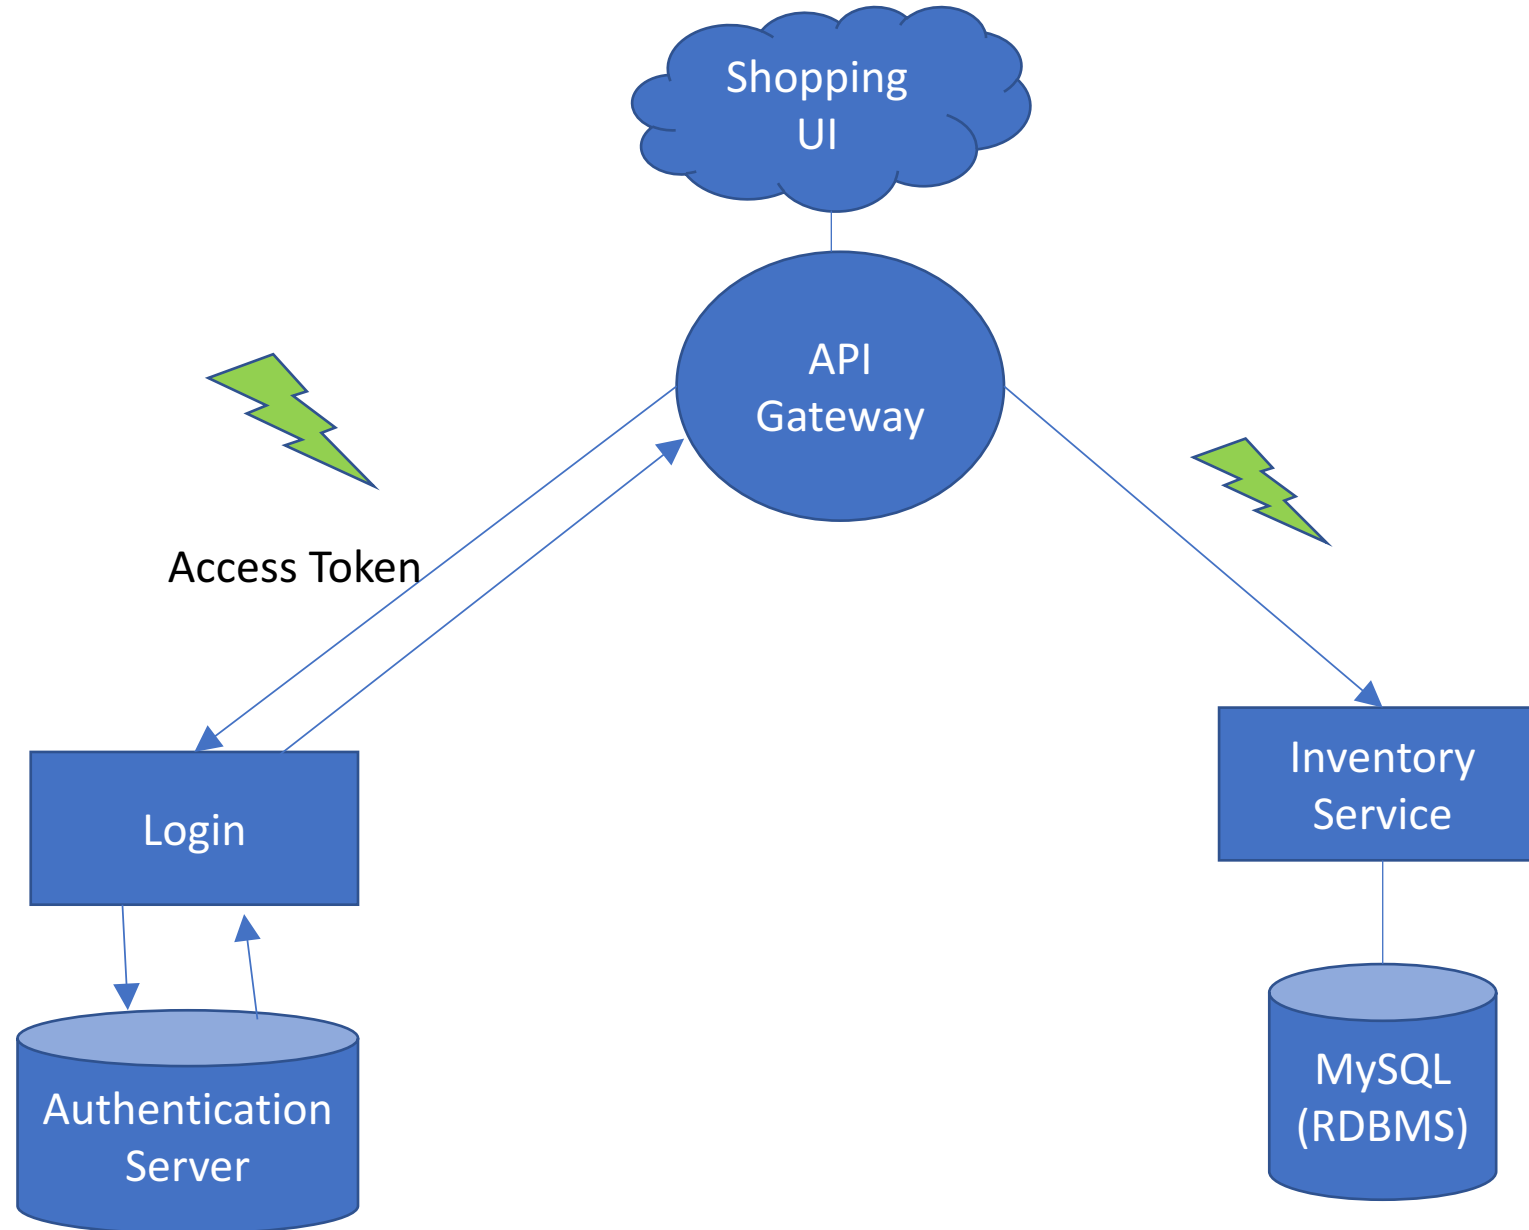 Shopping
UI
API
Gateway
Access Token
Login
Inventory
Service
Authentication
Server
MySQL
(RDBMS)